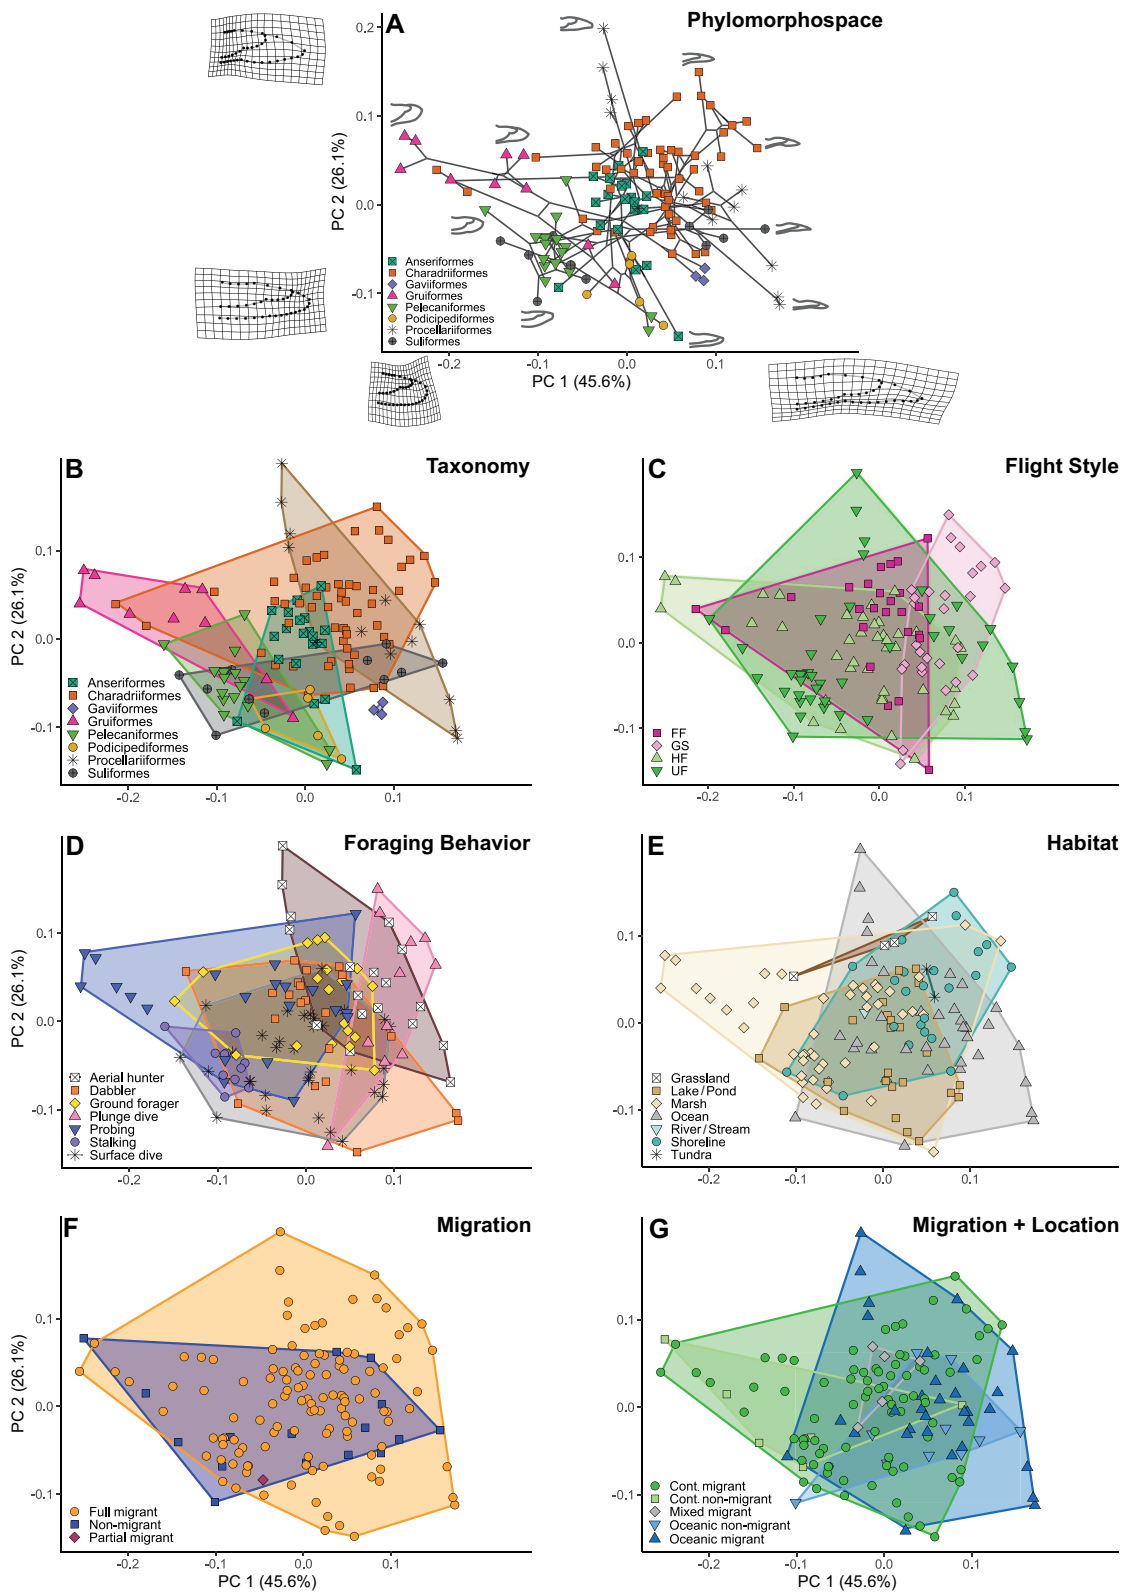 A
Phylomorphospace
0.2
0.1
0.0
-0.1
PC 2 (26.1%)
Anseriformes
Charadriiformes
Gaviiformes
Gruiformes
Pelecaniformes
Podicipediformes
Procellariiformes
Suliformes
-0.2
-0.1
0.0
0.1
PC 1 (45.6%)
B
Taxonomy
0.1
0.0
-0.1
PC 2 (26.1%)
Anseriformes
Charadriiformes
Gaviiformes
Gruiformes
Pelecaniformes
Podicipediformes
Procellariiformes
Suliformes
-0.2
-0.1
0.0
0.1
C
Flight Style
0.1
0.0
-0.1
FF
GS
HF
UF
-0.2
-0.1
0.0
0.1
D
Foraging Behavior
0.1
0.0
-0.1
PC 2 (26.1%)
Aerial hunter
Dabbler
Ground forager
Plunge dive
Probing
Stalking
Surface dive
-0.2
-0.1
0.0
0.1
E
Habitat
0.1
0.0
-0.1
Grassland
Lake/Pond
Marsh
Ocean
River/Stream
Shoreline
Tundra
-0.2
-0.1
0.0
0.1
F
Migration
0.1
0.0
-0.1
PC 2 (26.1%)
Full migrant
Non-migrant
Partial migrant
-0.2
-0.1
0.0
0.1
PC 1 (45.6%)
G
Migration + Location
0.1
0.0
-0.1
Cont. migrant
Cont. non-migrant
Mixed migrant
Oceanic non-migrant
Oceanic migrant
-0.2
-0.1
0.0
0.1
PC 1 (45.6%)